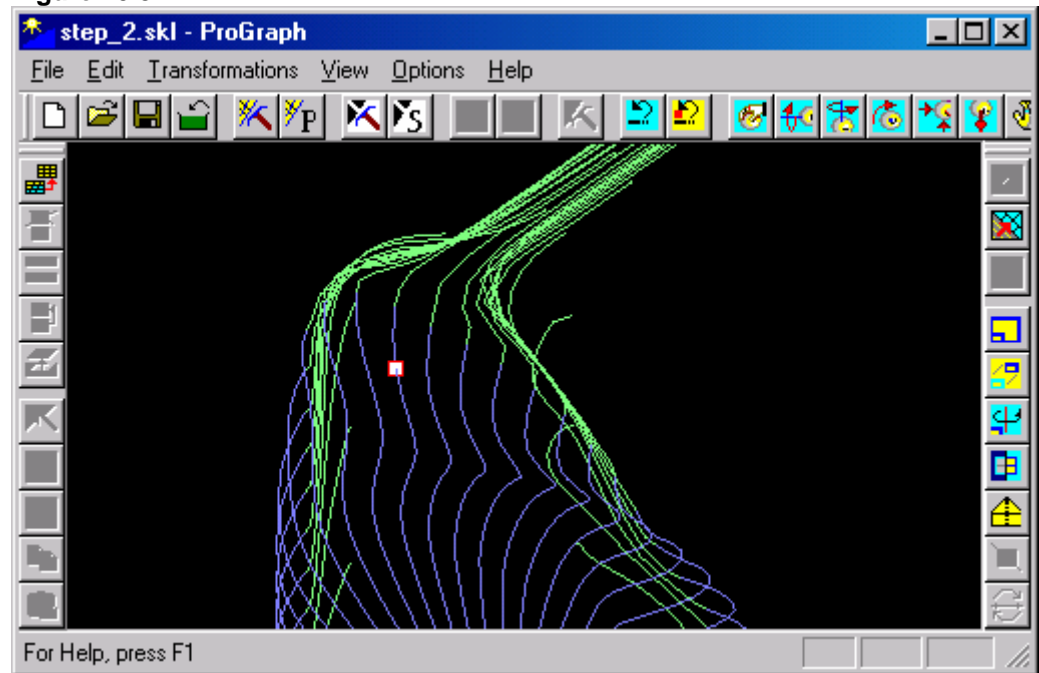 step_2.skl - ProGraph
File Edit Transformations View Options Help
P S
For Help, press F1